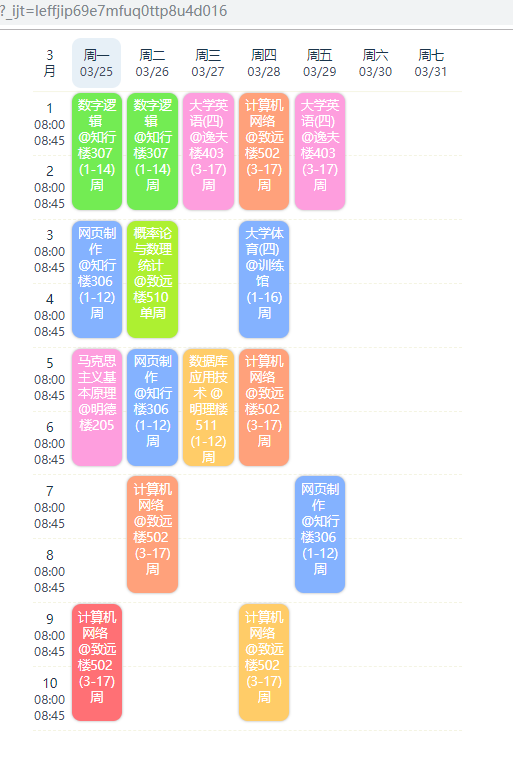 ?_ijt=leffjip69e7mfuq0ttp8u4d016
3
月
周一
03/25
周二
03/26
周三
03/27
周四
03/28
周五
03/29
周六
03/30
周七
03/31
1
08:00
08:45
2
08:00
08:45
数字逻
辑
@知行
楼307
(1-14)
周
数字逻
辑
@知行
楼307
(1-14)
周
大学英
语(四)
@逸夫
楼403
(3-17)
周
计算机
网络
@致远
楼502
(3-17)
周
大学英
语(四)
@逸夫
楼403
(3-17)
周
3
08:00
08:45
4
08:00
08:45
网页制
作
@知行
楼306
(1-12)
周
概率论
与数理
统计
@致远
楼510
单周
大学体
育(四)
@训练
馆
(1-16)
周
5
08:00
08:45
6
08:00
08:45
马克思
主义基
本原理
@明德
楼205
网页制
作
@知行
楼306
(1-12)
周
数据库
应用技
术 @
明理楼
511
(1-12)
周
计算机
网络
@致远
楼502
(3-17)
周
7
08:00
08:45
8
08:00
08:45
计算机
网络
@致远
楼502
(3-17)
周
网页制
作
@知行
楼306
(1-12)
周
9
08:00
08:45
10
08:00
08:45
计算机
网络
@致远
楼502
(3-17)
周
计算机
网络
@致远
楼502
(3-17)
周